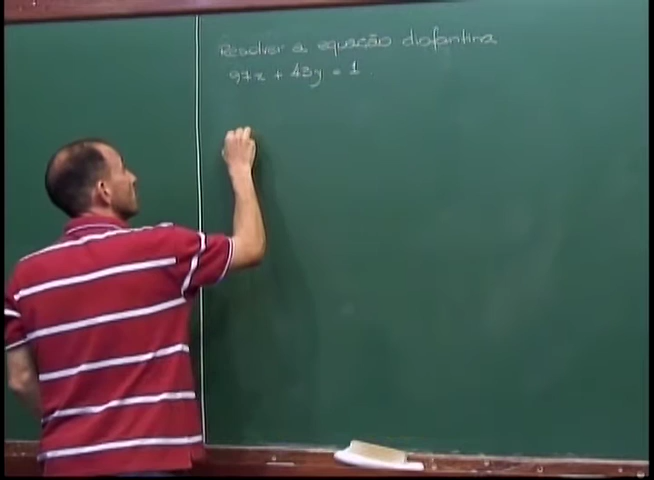 Resolver a equação diofantina
97x + 43y = 1.